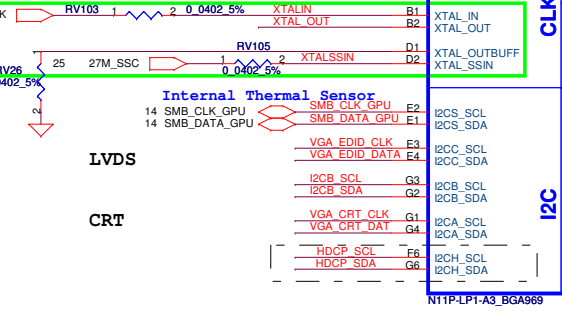 K RV103 1 2 0_0402_5% XTALIN B1 XTAL_IN
XTAL_OUT B2 XTAL_OUT
CLK
RV105 D1 XTAL_OUTBUFF
RV26 25 27M_SSC 1 2 XTALSSIN D2 XTAL_SSIN
0402_5% 0_0402_5%
2
Internal Thermal Sensor
14 SMB_CLK_GPU SMB_CLK_GPU E2 I2CS_SCL
14 SMB_DATA_GPU SMB_DATA_GPU E1 I2CS_SDA
VGA_EDID_CLK E3 I2CC_SCL
LVDS VGA_EDID_DATA E4 I2CC_SDA
I2CB_SCL G3 I2CB_SCL
I2CB_SDA G2 I2CB_SDA
I2C
CRT VGA_CRT_CLK G1 I2CA_SCL
VGA_CRT_DAT G4 I2CA_SDA
HDCP_SCL F6 I2CH_SCL
HDCP_SDA G6 I2CH_SDA
N11P-LP1-A3_BGA969